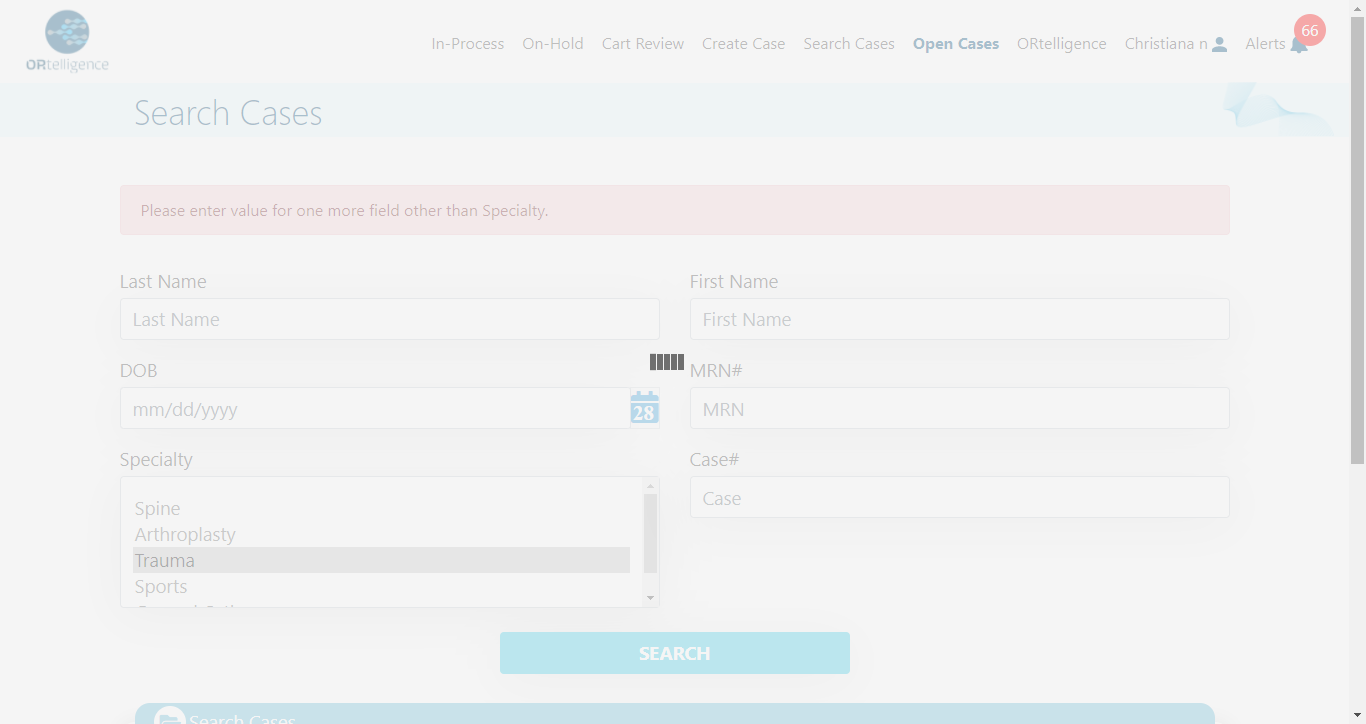 ORtelligence
In-Process On-Hold Cart Review Create Case Search Cases Open Cases ORtelligence Christiana n Alerts 66
Search Cases
Please enter value for one more field other than Specialty.
Last Name First Name
Last Name First Name
DOB MRN#
mm/dd/yyyy 28 MRN
Specialty Case#
Spine Case
Arthroplasty
Trauma
Sports
SEARCH
Search Cases